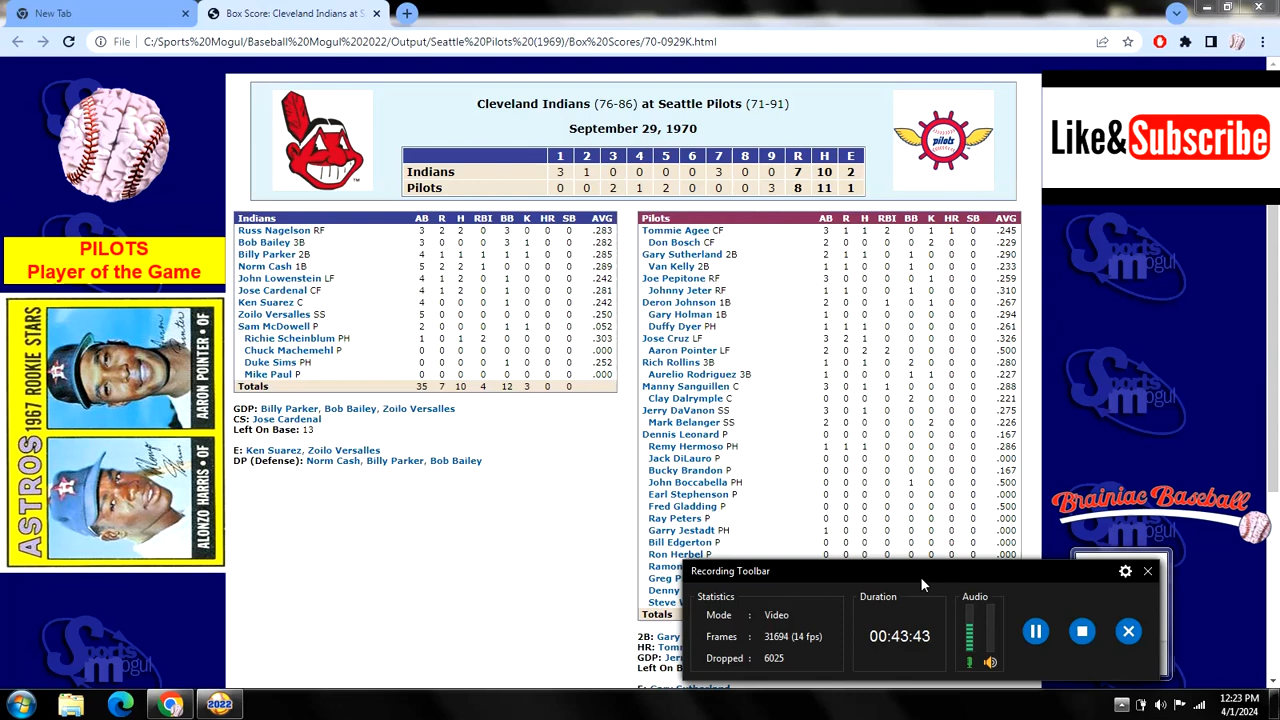 New Tab
Box Score: Cleveland Indians at S
File C:/Sports%20Mogul/Baseball%20Mogul%202022/Output/Seattle%20Pilots%20(1969)/Box%20Scores/70-0929K.html
Cleveland Indians (76-86) at Seattle Pilots (71-91)
September 29, 1970
1 2 3 4 5 6 7 8 9 R H E
Indians 3 1 0 0 0 0 3 0 0 7 10 2
Pilots 0 0 2 1 2 0 0 0 3 8 11 1
pilots
Like&Subscribe
PILOTS
Player of the Game
ASTROS 1967 ROOKIE STARS
AARON POINTER • OF
ALONZO HARRIS • OF
Indians AB R H RBI BB K HR SB AVG
Russ Nagelson RF 3 2 2 0 3 0 0 0 .283
Bob Bailey 3B 3 0 0 0 1 1 0 0 .242
Billy Parker 2B 4 1 1 1 1 1 0 0 .285
Norm Cash 1B 5 2 2 1 0 0 0 0 .289
John Lowenstein LF 4 1 2 0 1 0 0 0 .242
Jose Cardenal CF 4 1 2 0 1 0 0 0 .281
Ken Suarez C 4 0 0 0 1 0 0 0 .242
Zoilo Versalles SS 5 0 0 0 0 0 0 0 .250
Sam McDowell P 2 0 0 0 1 1 0 0 .052
Richie Scheinblum PH 1 0 1 2 0 0 0 0 .303
Chuck Machemehl P 0 0 0 0 0 0 0 0 .000
Duke Sims PH 0 0 0 0 1 0 0 0 .252
Mike Paul P 0 0 0 0 0 0 0 0 .000
Totals 35 7 10 4 12 3 0 0
GDP: Billy Parker, Bob Bailey, Zoilo Versalles
CS: Jose Cardenal
Left On Base: 13
E: Ken Suarez, Zoilo Versalles
DP (Defense): Norm Cash, Billy Parker, Bob Bailey
Pilots AB R H RBI BB K HR SB AVG
Tommie Agee CF 3 1 1 2 0 1 1 0 .245
Don Bosch CF 0 0 0 0 0 2 0 0 .229
Gary Sutherland 2B 2 1 1 0 1 0 0 0 .290
Van Kelly 2B 1 1 0 0 1 0 0 0 .233
Joe Pepitone RF 3 0 0 0 0 0 0 0 .259
Johnny Jeter RF 1 1 0 0 1 0 0 0 .310
Deron Johnson 1B 2 0 0 1 0 1 0 0 .267
Gary Holman 1B 0 0 0 0 0 0 0 0 .294
Duffy Dyer PH 1 1 1 0 0 0 0 0 .261
Jose Cruz LF 3 2 1 0 0 0 0 0 .326
Aaron Pointer LF 2 0 2 2 0 0 0 0 .500
Rich Rollins 3B 1 0 0 0 1 0 0 0 .280
Aurelio Rodriguez 3B 2 0 0 0 1 1 0 0 .227
Manny Sanguillen C 3 0 1 1 0 0 0 0 .288
Clay Dalrymple C 0 0 0 0 2 0 0 0 .221
Jerry DaVanon SS 3 0 1 0 0 0 0 0 .275
Mark Belanger SS 2 0 0 0 0 2 0 0 .226
Dennis Leonard P 0 0 0 0 0 0 0 0 .167
Remy Hermoso PH 1 1 1 0 0 0 0 0 .286
Jack DiLauro P 0 0 0 0 0 0 0 0 .000
Bucky Brandon P 0 0 0 0 0 0 0 0 .167
John Boccabella PH 0 0 0 0 1 0 0 0 .500
Earl Stephenson P 0 0 0 0 0 0 0 0 .000
Fred Gladding P 0 0 0 0 0 0 0 0 .500
Ray Peters P 0 0 0 0 0 0 0 0 .000
Garry Jestadt PH 1 0 0 0 0 0 0 0 .000
Bill Edgerton P 0 0 0 0 0 0 0 0 .000
Ron Herbel P 0 0 0 0 0 0 0 0 .000
Ramon
Greg P
Denny
Steve W
Totals
2B: Gary
HR: Tom
GDP: Jer
Left On B
Sports Mogul
Brainiac Baseball
Recording Toolbar
Statistics
Mode : Video
Frames : 31694 (14 fps)
Dropped : 6025
Duration
00:43:43
Audio
2022
12:23 PM
4/1/2024